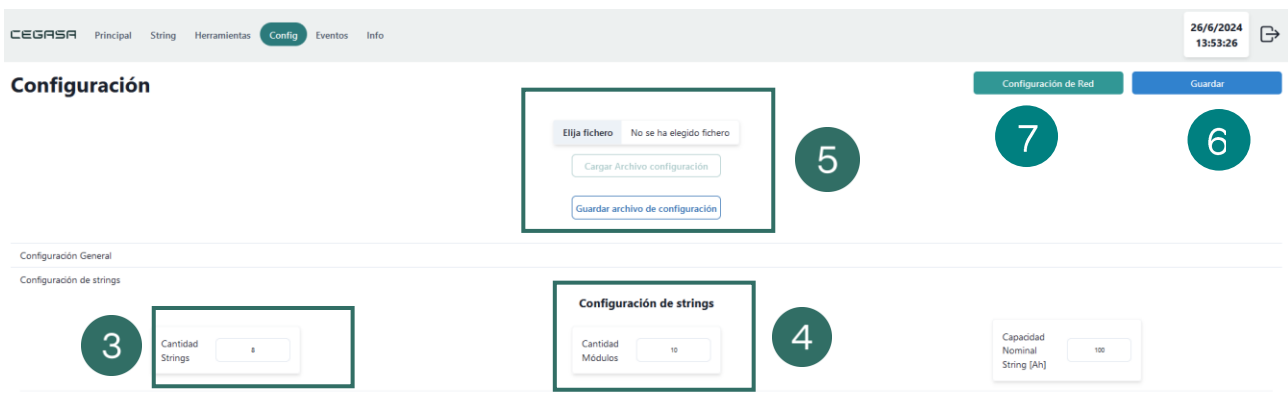 CEGASA Principal String Herramientas Config Eventos Info
26/6/2024
13:53:26
Configuración
Configuración de Red
Guardar
7
6
Elija fichero No se ha elegido fichero
Cargar Archivo configuración
Guardar archivo de configuración
5
Configuración General
Configuración de strings
Configuración de strings
3
Cantidad
Strings
8
Cantidad
Módulos
10
4
Capacidad
Nominal
String [Ah]
100